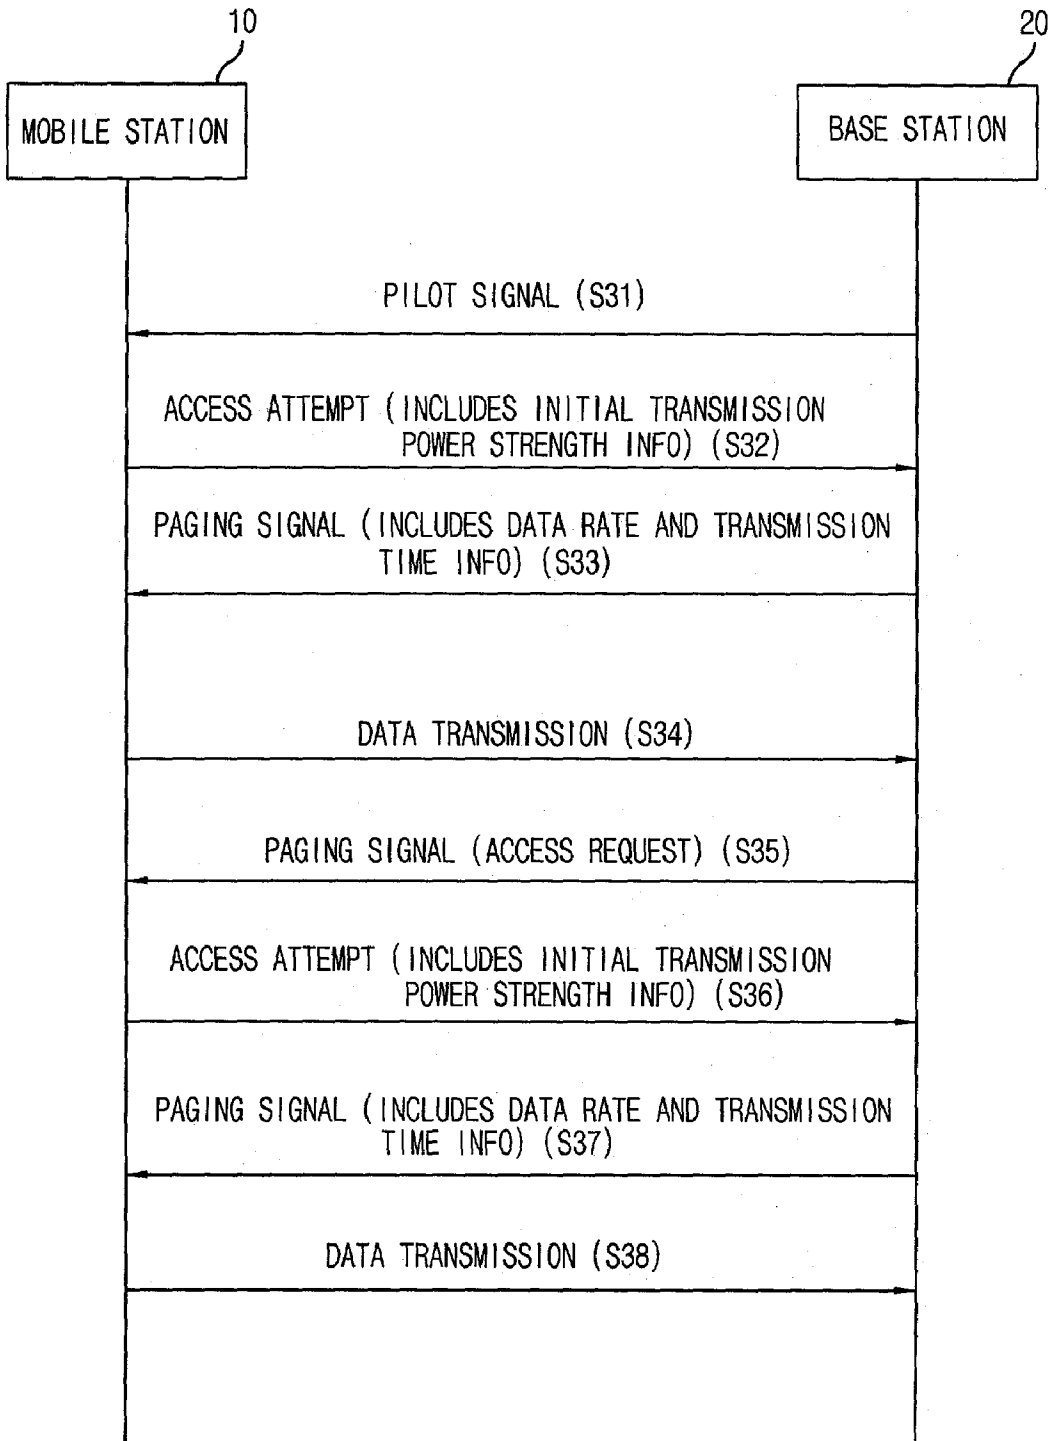 10
20
MOBILE STATION
BASE STATION
PILOT SIGNAL (S31)
ACCESS ATTEMPT (INCLUDES INITIAL TRANSMISSION
POWER STRENGTH INFO) (S32)
PAGING SIGNAL (INCLUDES DATA RATE AND TRANSMISSION
TIME INFO) (S33)
DATA TRANSMISSION (S34)
PAGING SIGNAL (ACCESS REQUEST) (S35)
ACCESS ATTEMPT (INCLUDES INITIAL TRANSMISSION
POWER STRENGTH INFO) (S36)
PAGING SIGNAL (INCLUDES DATA RATE AND TRANSMISSION
TIME INFO) (S37)
DATA TRANSMISSION (S38)